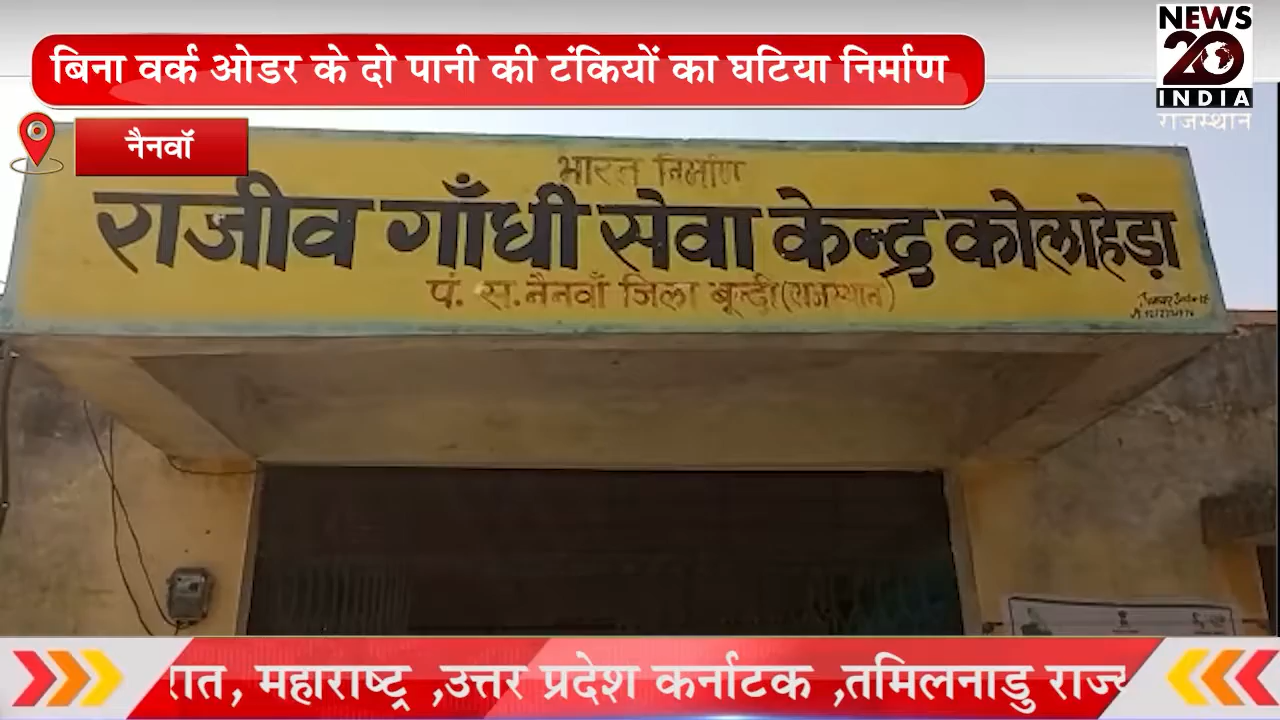 बिना वर्क ओडर के दो पानी की टंकियों का घटिया निर्माण
NEWS
20
INDIA
राजस्थान
नैनवॉ
भारत निर्माण
राजीव गाँधी सेवा केन्द्र कोलाहेड़ा
पं. स. नैनवाँ जिला बून्दी (राजस्थान)
रात, महाराष्ट्र ,उत्तर प्रदेश कर्नाटक ,तमिलनाडु राज्य